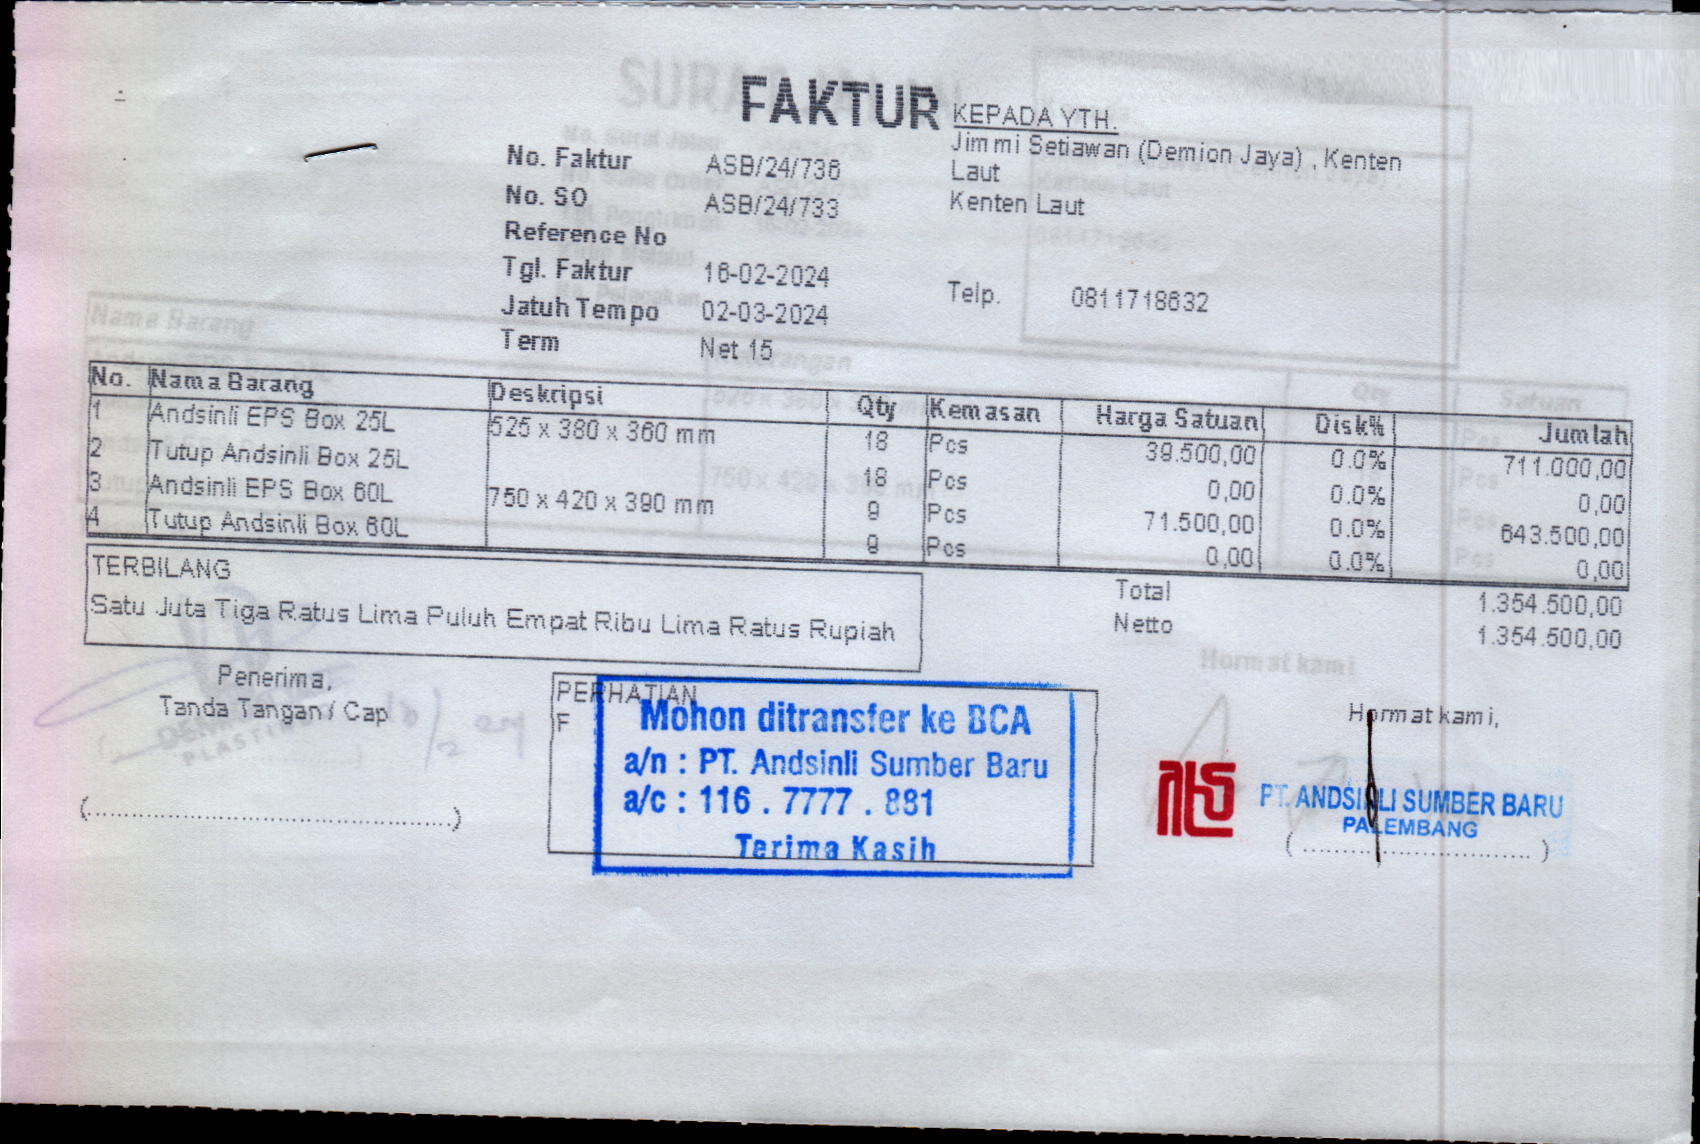 FAKTUR
No. Faktur ASB/24/736
No. SO ASB/24/733
Reference No
Tgl. Faktur 16-02-2024
Jatuh Tempo 02-03-2024
Term Net 15
KEPADA YTH.
Jimmi Setiawan (Demion Jaya) , Kenten
Laut
Kenten Laut
Telp. 0811718632
No. Nama Barang Deskripsi Qty Kemasan Harga Satuan Disk% Jumlah
1 Andsinli EPS Box 25L 525 x 380 x 360 mm 18 Pcs 39.500,00 0.0% 711.000,00
2 Tutup Andsinli Box 25L 18 Pcs 0,00 0.0% 0,00
3 Andsinli EPS Box 60L 750 x 420 x 390 mm 9 Pcs 71.500,00 0.0% 643.500,00
4 Tutup Andsinli Box 60L 9 Pcs 0,00 0.0% 0,00
TERBILANG
Satu Juta Tiga Ratus Lima Puluh Empat Ribu Lima Ratus Rupiah
Total 1.354.500,00
Netto 1.354.500,00
Penerima,
Tanda Tangan / Cap
(..............................................)
PERHATIAN
F
Mohon ditransfer ke BCA
a/n : PT. Andsinli Sumber Baru
a/c : 116 . 7777 . 881
Terima Kasih
Hormat kami,
PT. ANDSINLI SUMBER BARU
PALEMBANG
(............................)